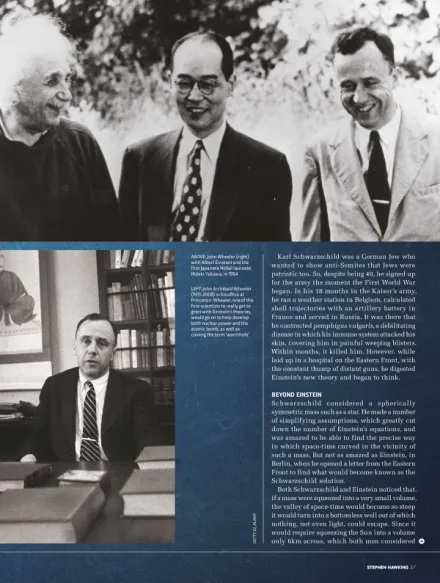 ABOVE: John Wheeler (right)
with Albert Einstein and the
first Japanese Nobel laureate,
Hideki Yukawa, in 1954
LEFT: John Archibald Wheeler
(1911-2008) in his office at
Princeton. Wheeler, one of the
first scientists to really get to
grips with Einstein's theories,
would go on to help develop
both nuclear power and the
atomic bomb, as well as
coining the term 'wormhole'
Karl Schwarzschild was a German Jew who
wanted to show anti-Semites that Jews were
patriotic too. So, despite being 40, he signed up
for the army the moment the First World War
began. In his 18 months in the Kaiser's army,
he ran a weather station in Belgium, calculated
shell trajectories with an artillery battery in
France and served in Russia. It was there that
he contracted pemphigus vulgaris, a debilitating
disease in which his immune system attacked his
skin, covering him in painful weeping blisters.
Within months, it killed him. However, while
laid up in a hospital on the Eastern Front, with
the constant thump of distant guns, he digested
Einstein's new theory and began to think.
BEYOND EINSTEIN
Schwarzschild considered a spherically
symmetric mass such as a star. He made a number
of simplifying assumptions, which greatly cut
down the number of Einstein's equations, and
was amazed to be able to find the precise way
in which space-time curved in the vicinity of
such a mass. But not as amazed as Einstein, in
Berlin, when he opened a letter from the Eastern
Front to find what would become known as the
Schwarzschild solution.
Both Schwarzschild and Einstein noticed that,
if a mass were squeezed into a very small volume,
the valley of space-time would become so steep
it would turn into a bottomless well out of which
nothing, not even light, could escape. Since it
would require squeezing the Sun into a volume
only 6km across, which both men considered
GETTY X2, ALAMY
STEPHEN HAWKING 57